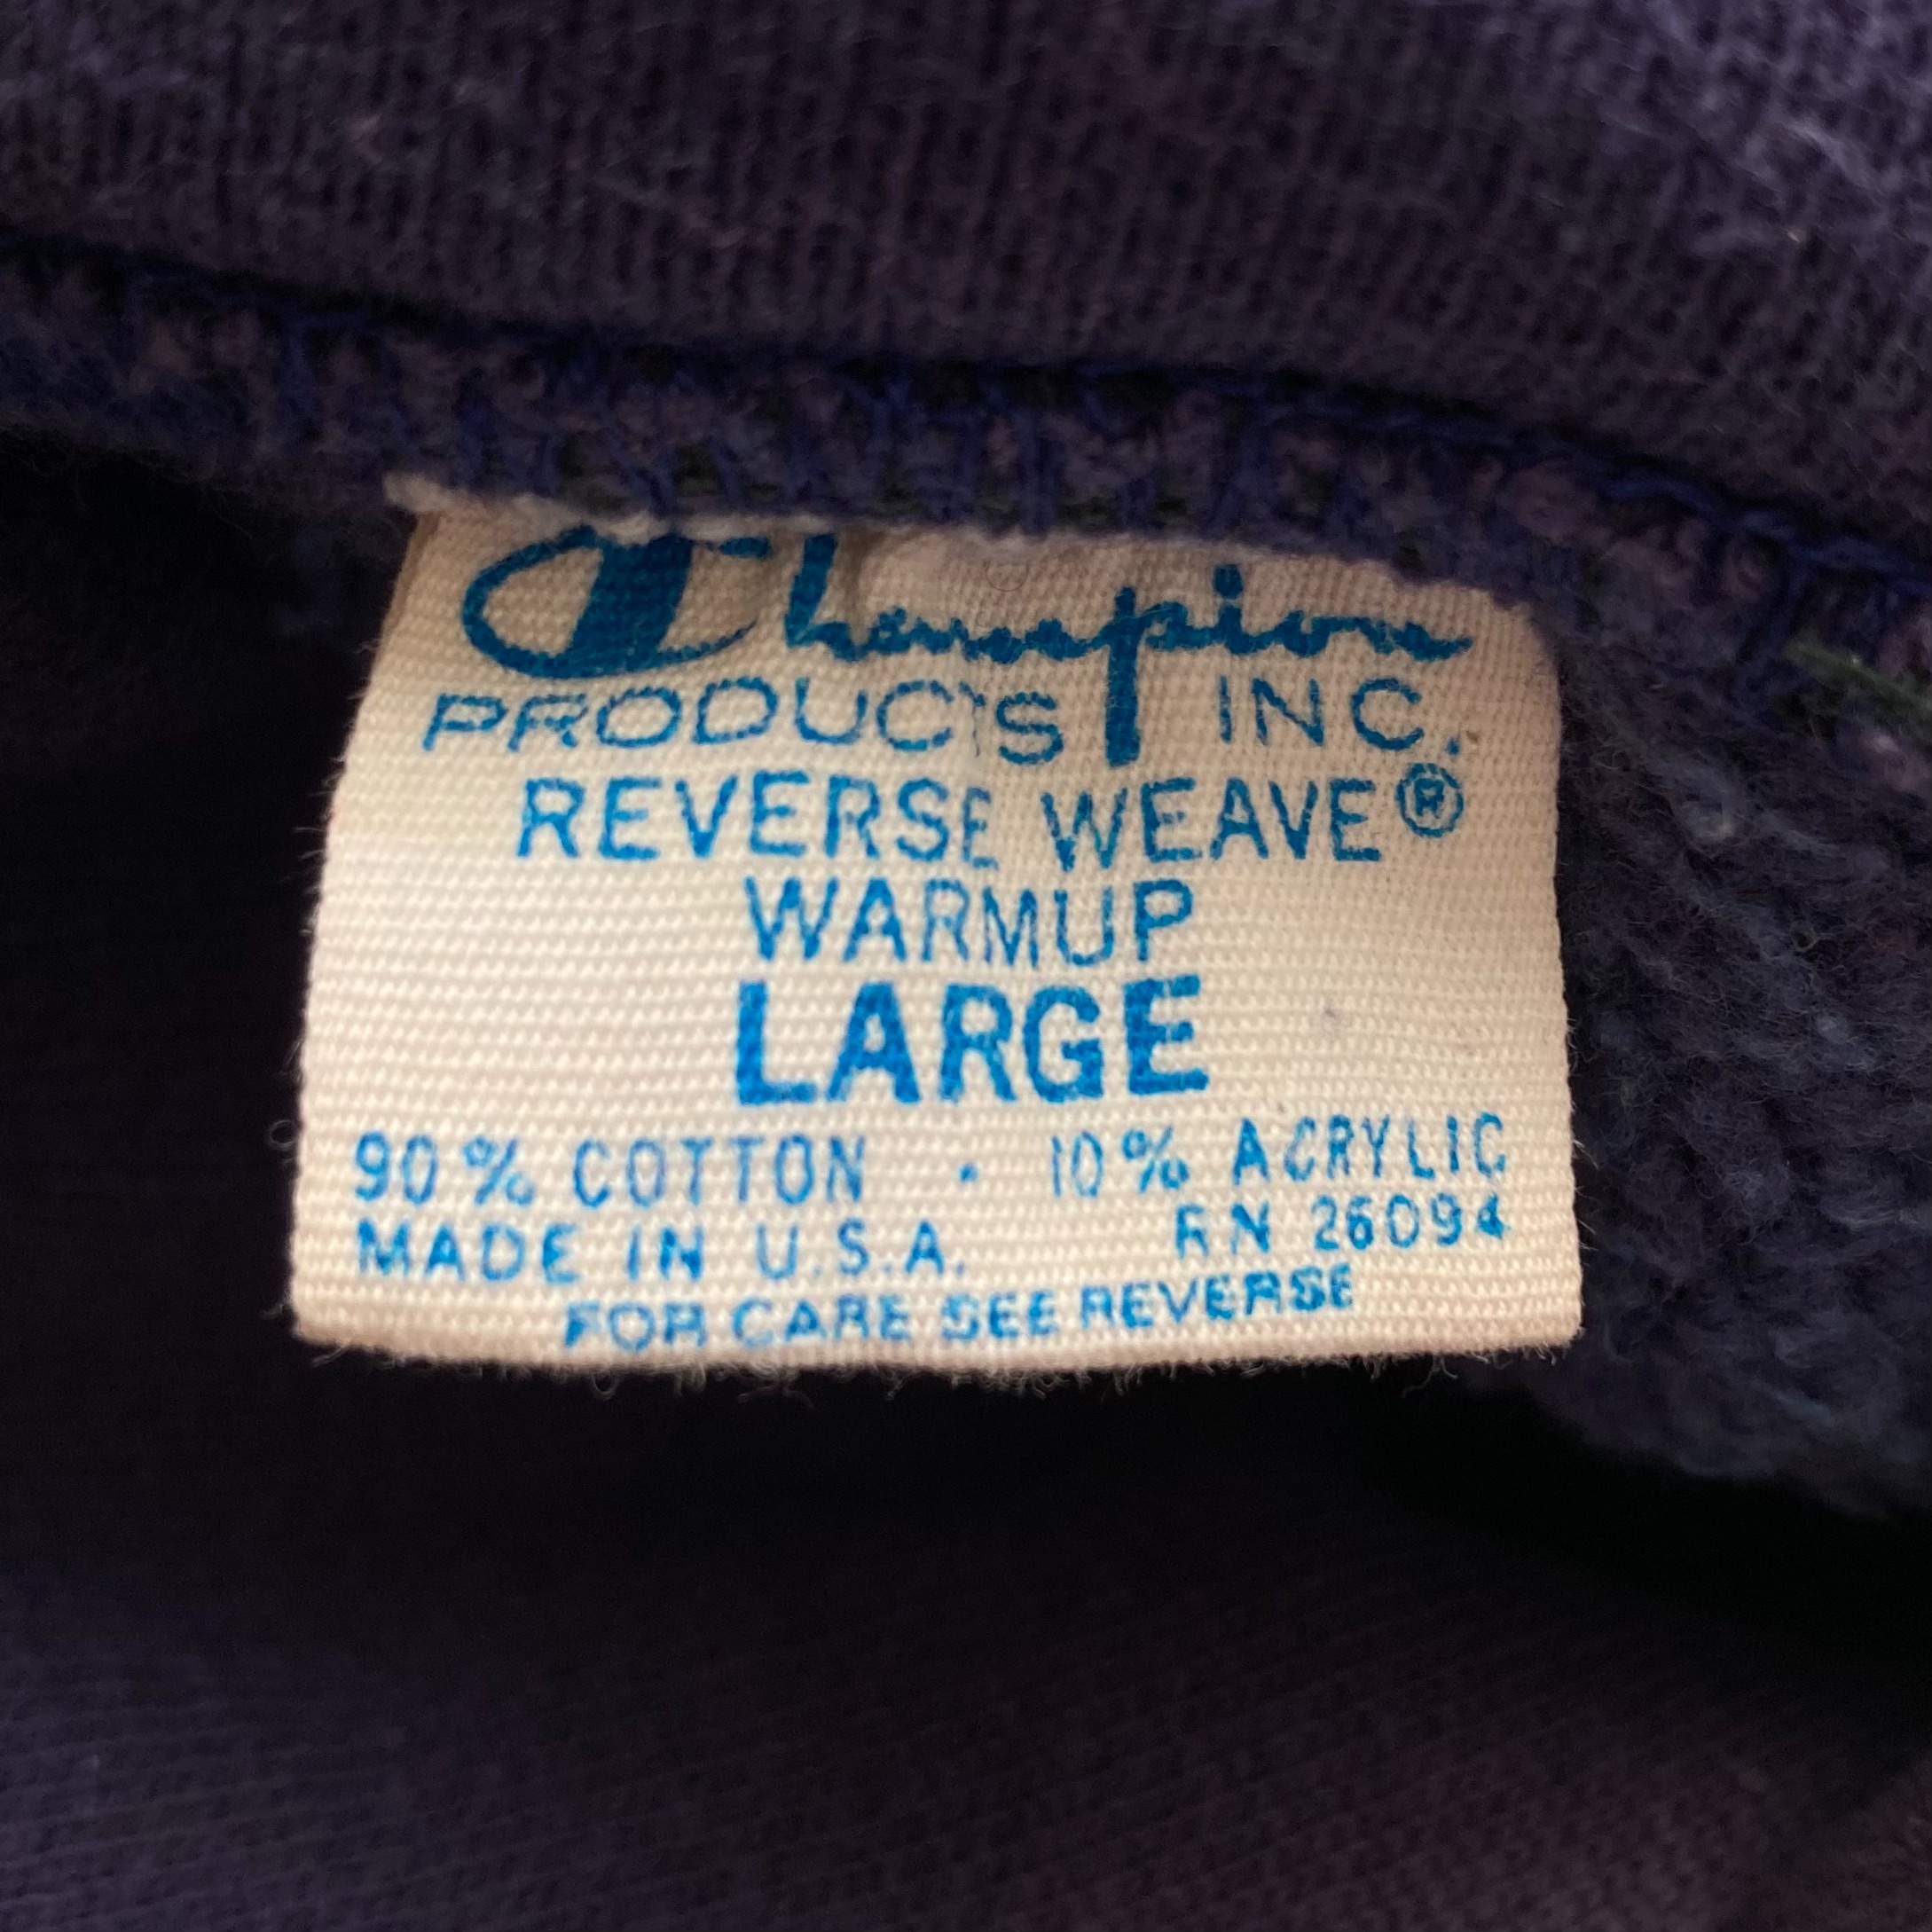 Champion
PRODUCTS INC.
REVERSE WEAVE®
WARMUP
LARGE
90% COTTON · 10% ACRYLIC
MADE IN U.S.A. RN 26094
FOR CARE SEE REVERSE